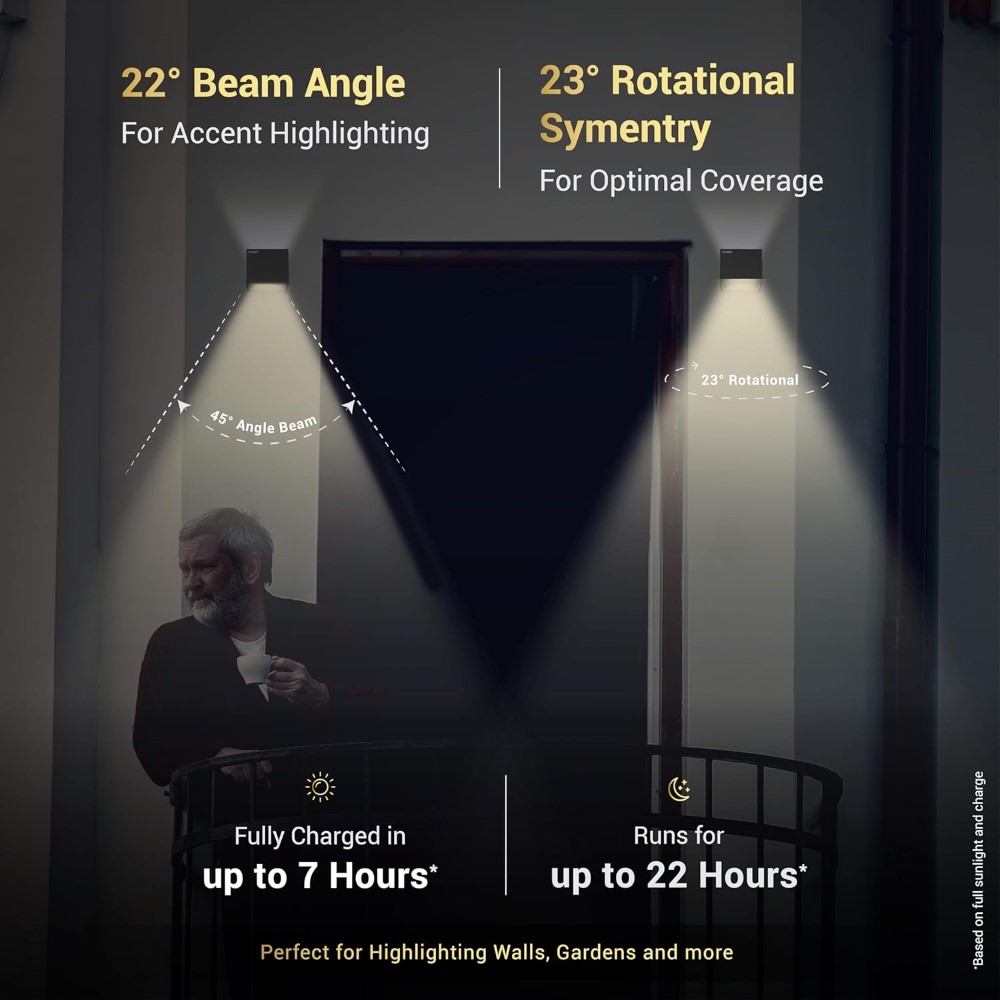 22° Beam Angle
For Accent Highlighting
23° Rotational
Symentry
For Optimal Coverage
45° Angle Beam
23° Rotational
Fully Charged in
up to 7 Hours*
Runs for
up to 22 Hours*
Perfect for Highlighting Walls, Gardens and more
*Based on full sunlight and charge